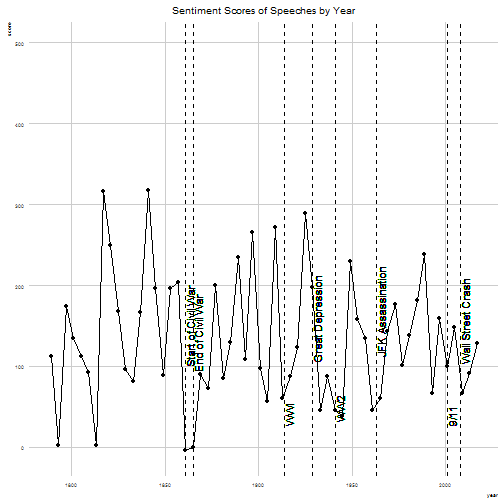 Sentiment Scores of Speeches by Year
score
500
400
300
200
100
0
Start of Civil War
End of Civil War
WWI
Great Depression
WW2
JFK Assassination
9/11
Wall Street Crash
1800
1850
1900
1950
2000
year